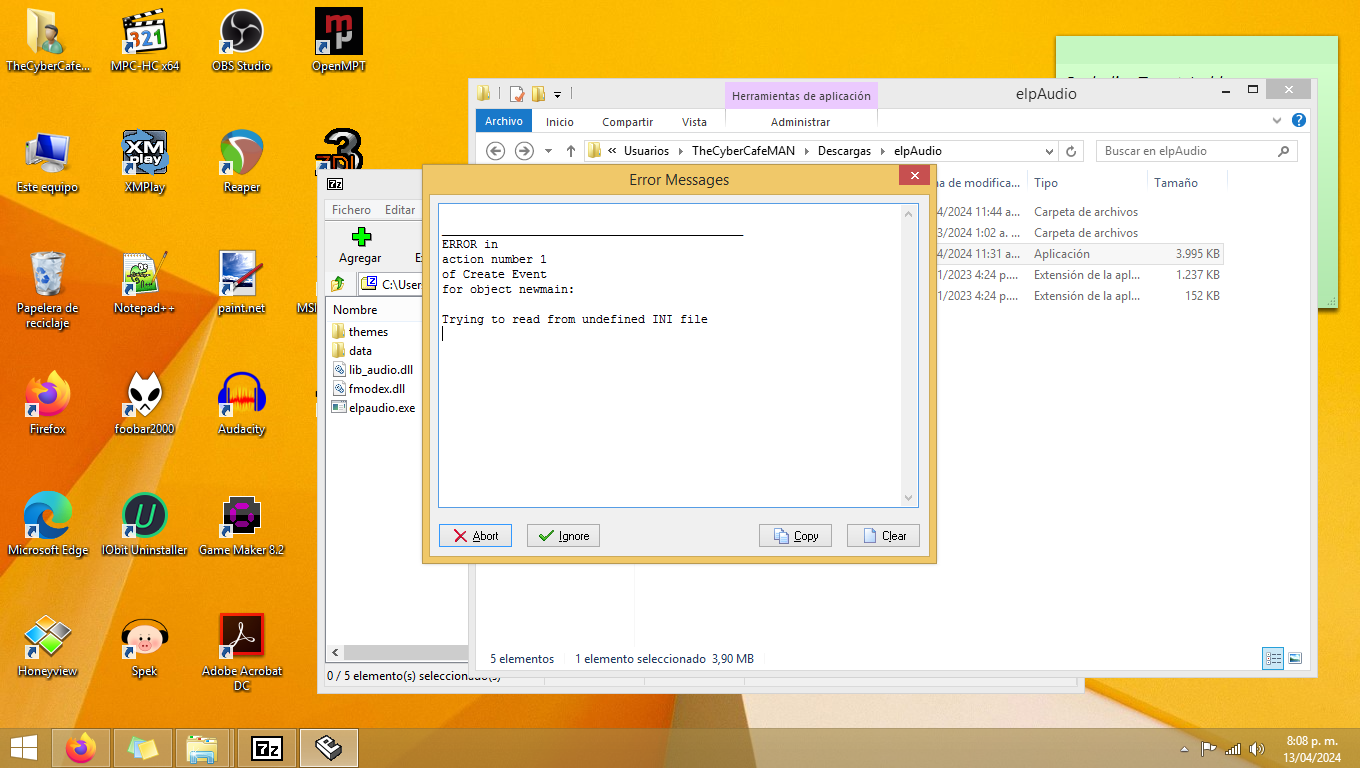 TheCyberCafe...
MPC-HC x64
OBS Studio
OpenMPT
Este equipo
XMPlay
Reaper
Papelera de
reciclaje
Notepad++
paint.net
Firefox
foobar2000
Audacity
Microsoft Edge
IObit Uninstaller
Game Maker 8.2
Honeyview
Spek
Adobe Acrobat
DC
Herramientas de aplicación
elpAudio
Archivo
Inicio
Compartir
Vista
Administrar
« Usuarios
TheCyberCafeMAN
Descargas
elpAudio
Buscar en elpAudio
a de modifica...
Tipo
Tamaño
4/2024 11:44 a...
Carpeta de archivos
3/2024 1:02 a. ...
Carpeta de archivos
4/2024 11:31 a...
Aplicación
3.995 KB
1/2023 4:24 p....
Extensión de la apl...
1.237 KB
1/2023 4:24 p....
Extensión de la apl...
152 KB
5 elementos
1 elemento seleccionado 3,90 MB
7z
Fichero
Editar
Agregar
C:\User
Nombre
themes
data
lib_audio.dll
fmodex.dll
elpaudio.exe
0 / 5 elemento(s) seleccionado(s)
Error Messages
ERROR in
action number 1
of Create Event
for object newmain:
Trying to read from undefined INI file
Abort
Ignore
Copy
Clear
7z
8:08 p. m.
13/04/2024